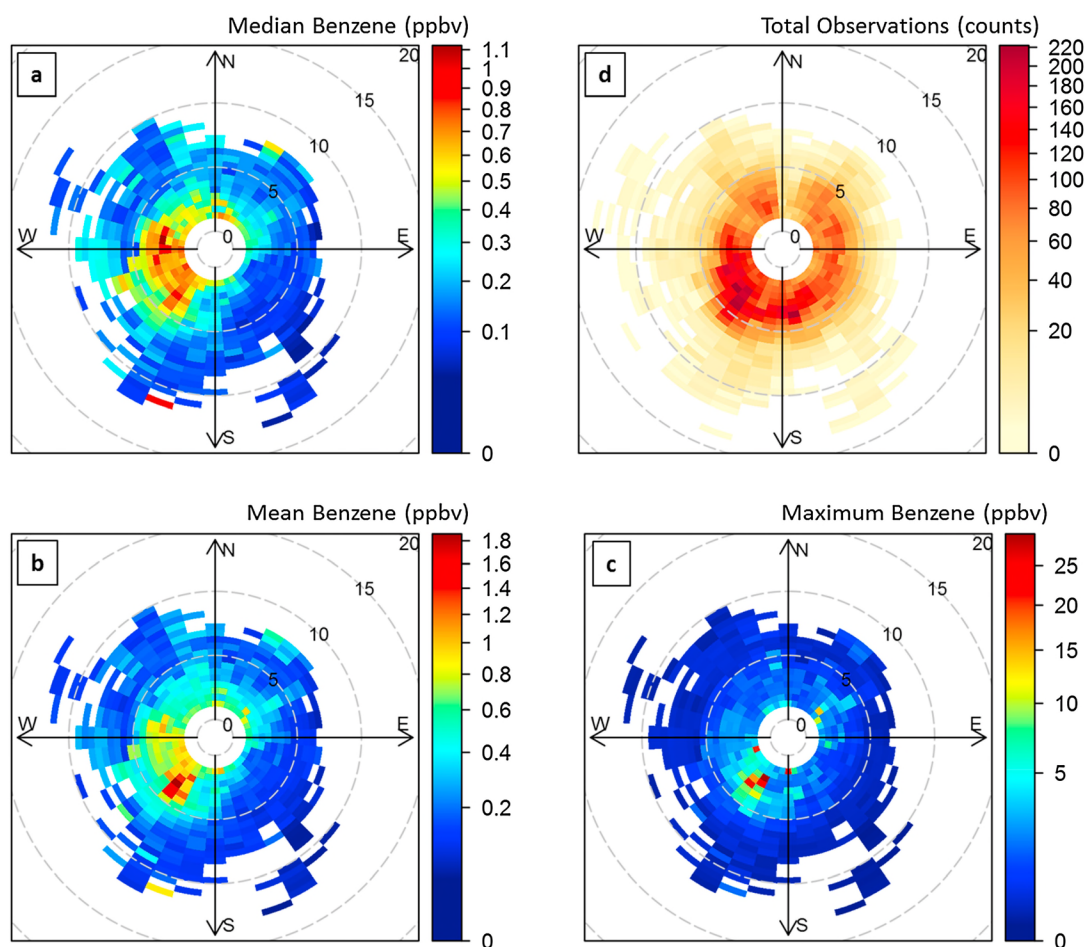 Median Benzene (ppbv)
a
N
20
15
10
5
0
W
E
S
1.1
1
0.9
0.8
0.6
0.5
0.4
0.3
0.2
0.1
0
Total Observations (counts)
d
N
20
15
10
5
0
W
E
S
220
200
180
160
140
120
100
80
60
40
20
0
Mean Benzene (ppbv)
b
N
20
15
10
5
0
W
E
S
1.8
1.6
1.4
1.2
1
0.8
0.6
0.4
0.2
0
Maximum Benzene (ppbv)
c
N
20
15
10
5
0
W
E
S
25
20
15
10
5
0